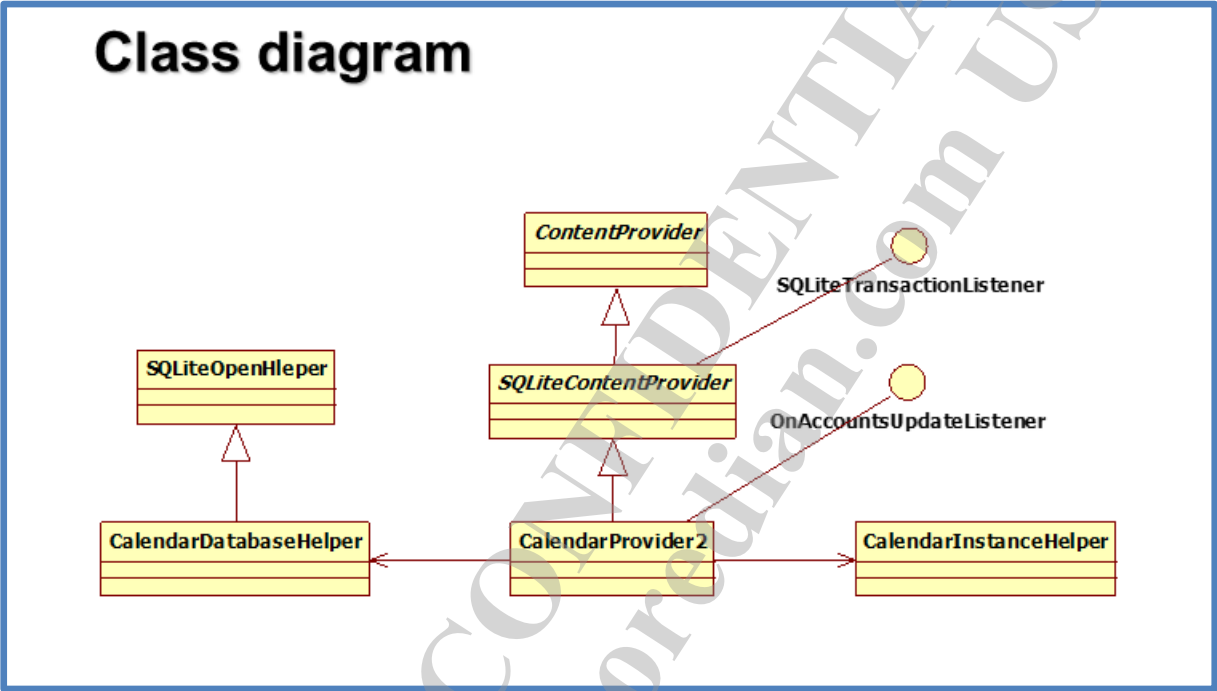 Class diagram
ContentProvider
SQLiteTransactionListener
SQLiteOpenHleper
SQLiteContentProvider
OnAccountsUpdateListener
CalendarDatabaseHelper
CalendarProvider2
CalendarInstanceHelper